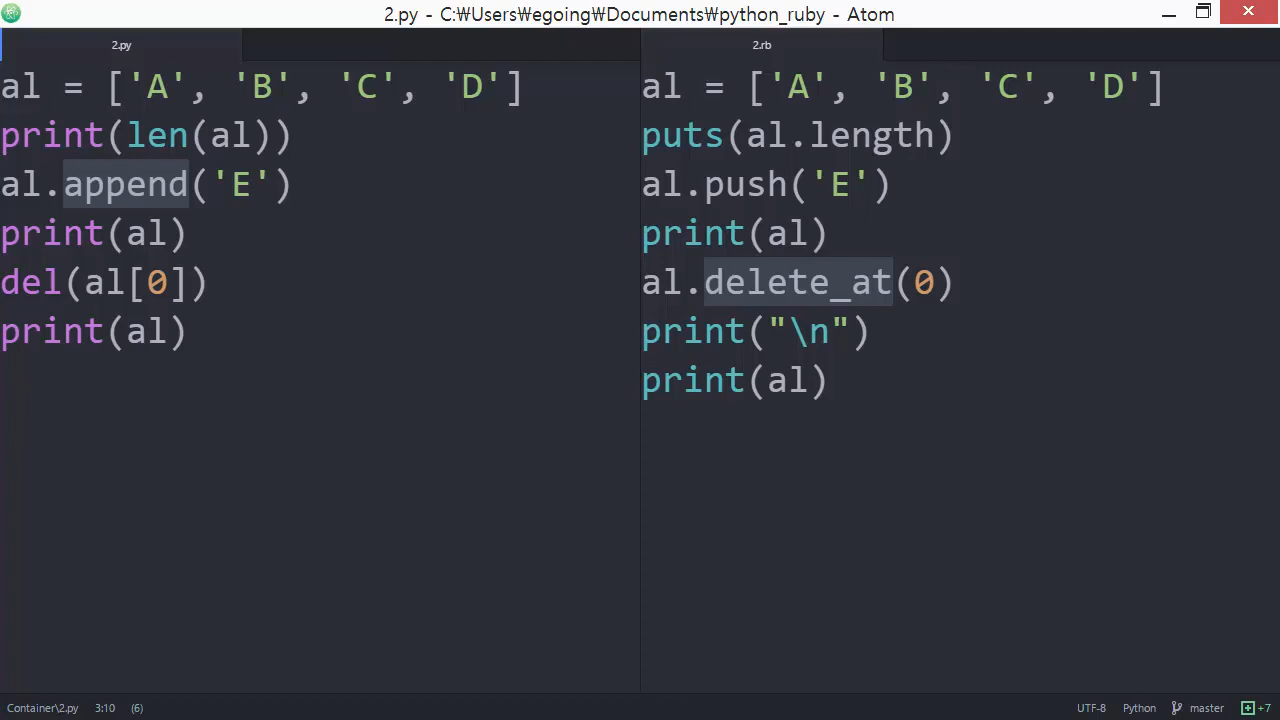 2.py - C:₩Users₩egoing₩Documents₩python_ruby - Atom
2.py
al = ['A', 'B', 'C', 'D']
print(len(al))
al.append('E')
print(al)
del(al[0])
print(al)
2.rb
al = ['A', 'B', 'C', 'D']
puts(al.length)
al.push('E')
print(al)
al.delete_at(0)
print("\n")
print(al)
Container\2.py 3:10 (6) UTF-8 Python master +7